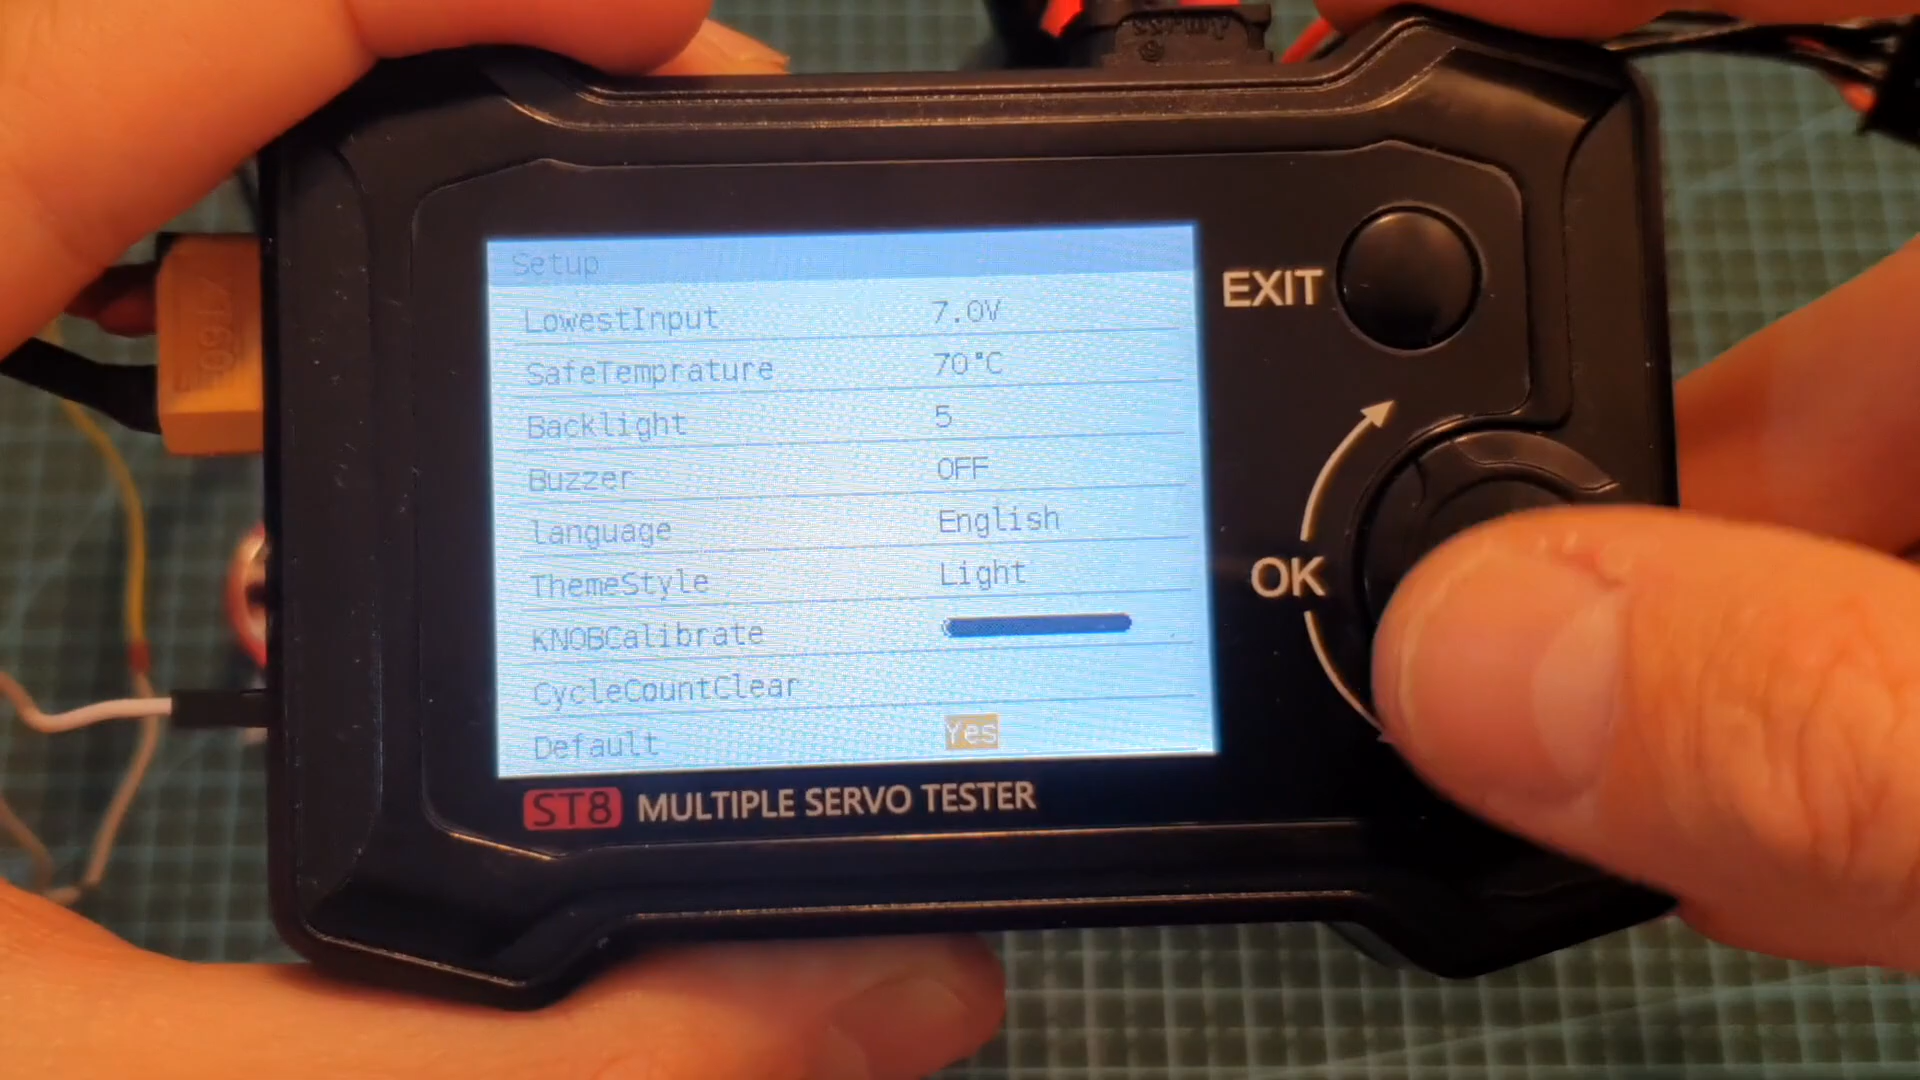 Setup
LowestInput 7.0V
SafeTemprature 70°C
Backlight 5
Buzzer OFF
language English
ThemeStyle Light
KNOBCalibrate
CycleCountClear
Default Yes
EXIT
OK
ST8 MULTIPLE SERVO TESTER